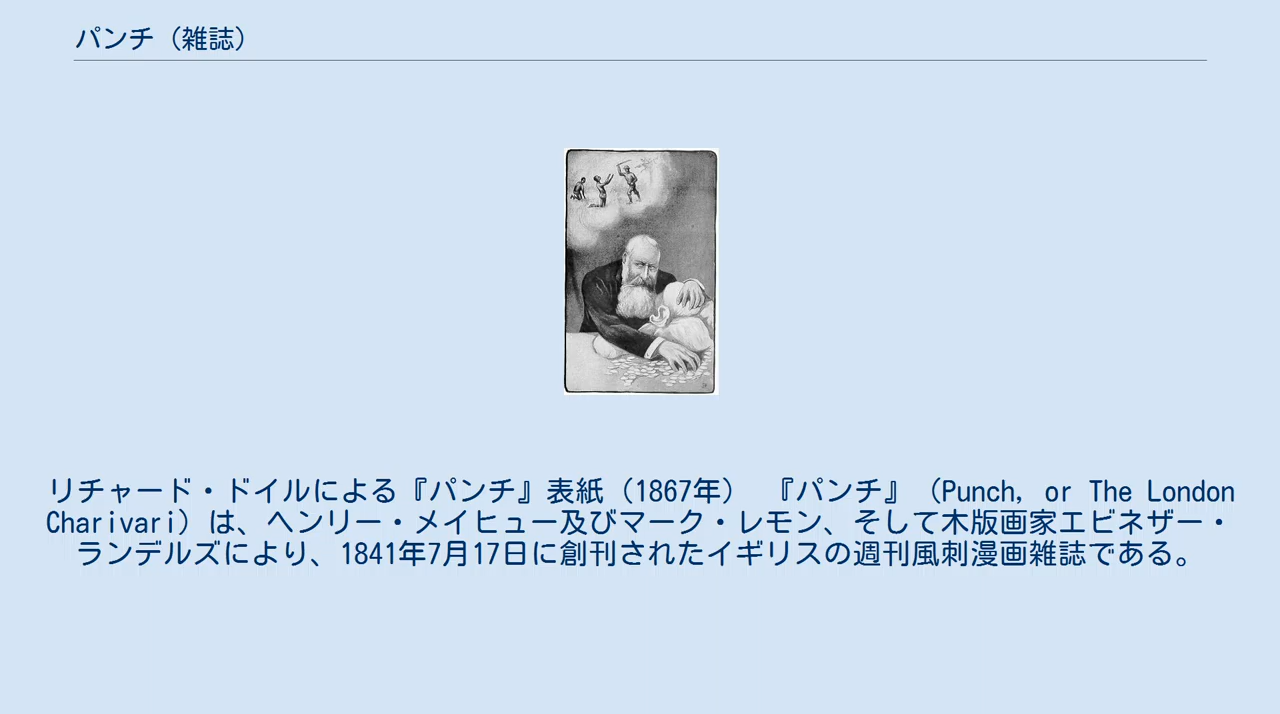 パンチ（雑誌）
リチャード・ドイルによる『パンチ』表紙（1867年）　『パンチ』（Punch, or The London
Charivari）は、ヘンリー・メイヒュー及びマーク・レモン、そして木版画家エビネザー・
ランデルズにより、1841年7月17日に創刊されたイギリスの週刊風刺漫画雑誌である。